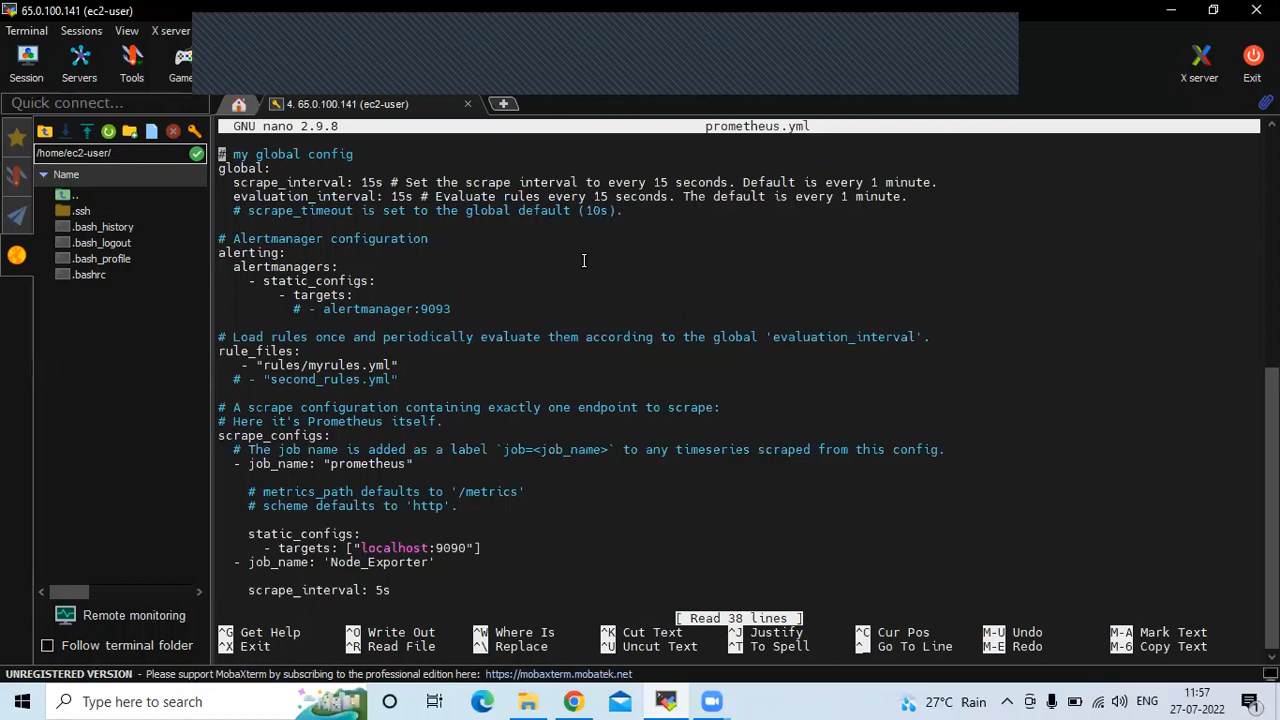 65.0.100.141 (ec2-user)
Terminal Sessions View X server
Session Servers Tools Game
X server Exit
Quick connect...
4. 65.0.100.141 (ec2-user)
/home/ec2-user/
Name
..
.ssh
.bash_history
.bash_logout
.bash_profile
.bashrc
Remote monitoring
Follow terminal folder
GNU nano 2.9.8 prometheus.yml
# my global config
global:
  scrape_interval: 15s # Set the scrape interval to every 15 seconds. Default is every 1 minute.
  evaluation_interval: 15s # Evaluate rules every 15 seconds. The default is every 1 minute.
  # scrape_timeout is set to the global default (10s).
# Alertmanager configuration
alerting:
  alertmanagers:
    - static_configs:
        - targets:
          # - alertmanager:9093
# Load rules once and periodically evaluate them according to the global 'evaluation_interval'.
rule_files:
   - "rules/myrules.yml"
  # - "second_rules.yml"
# A scrape configuration containing exactly one endpoint to scrape:
# Here it's Prometheus itself.
scrape_configs:
  # The job name is added as a label `job=<job_name>` to any timeseries scraped from this config.
  - job_name: "prometheus"
    # metrics_path defaults to '/metrics'
    # scheme defaults to 'http'.
    static_configs:
      - targets: ["localhost:9090"]
  - job_name: 'Node_Exporter'
    scrape_interval: 5s
[ Read 38 lines ]
^G Get Help ^O Write Out ^W Where Is ^K Cut Text ^J Justify ^C Cur Pos M-U Undo M-A Mark Text
^X Exit ^R Read File ^\ Replace ^U Uncut Text ^T To Spell ^_ Go To Line M-E Redo M-6 Copy Text
UNREGISTERED VERSION - Please support MobaXterm by subscribing to the professional edition here: https://mobaxterm.mobatek.net
Type here to search
27°C Rain
ENG
11:57
27-07-2022
1